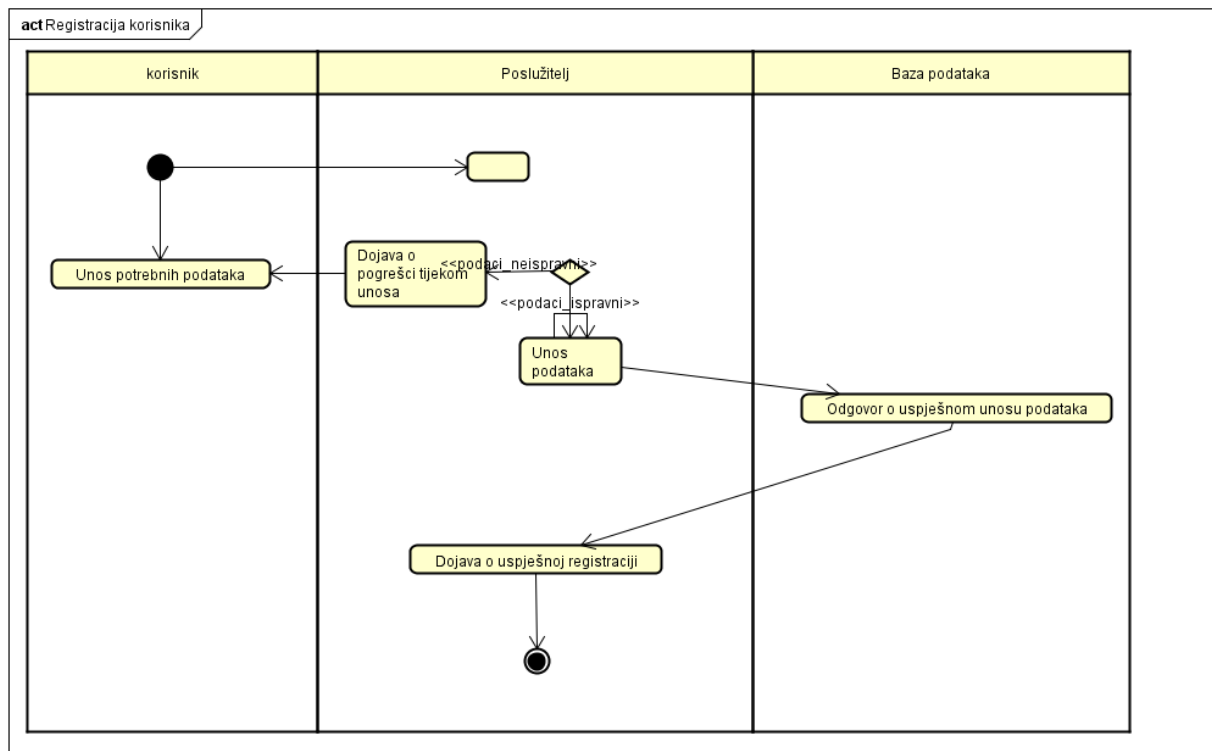 act Registracija korisnika
korisnik
Poslužitelj
Baza podataka
Unos potrebnih podataka
Dojava o
pogrešci tijekom
unosa
<<podaci_neispravni>>
<<podaci_ispravni>>
Unos
podataka
Odgovor o uspješnom unosu podataka
Dojava o uspješnoj registraciji